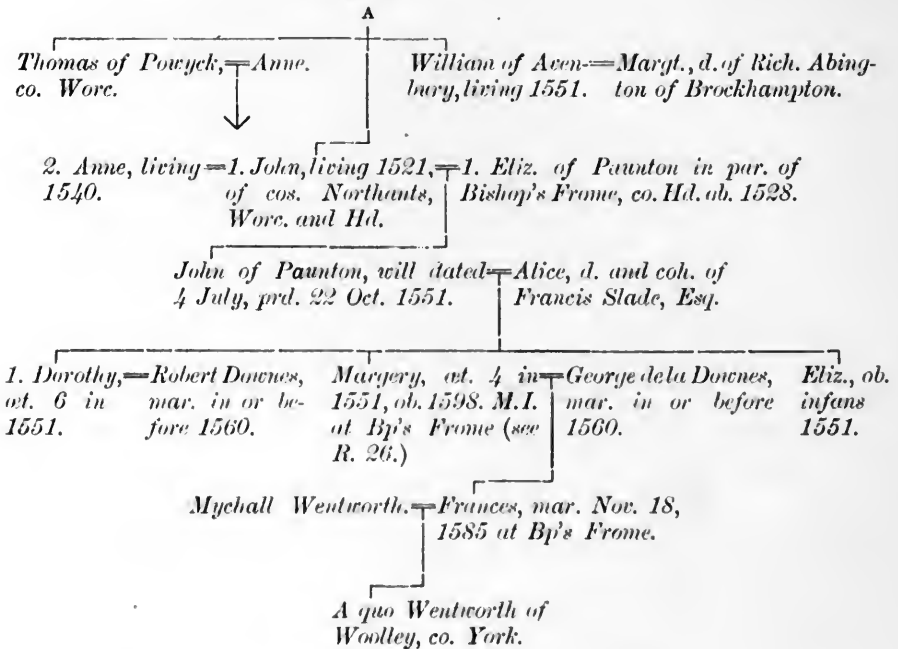 A
Thomas of Powyck, = Anne.
co. Worc.
William of Aven- = Margt., d. of Rich. Abing-
bury, living 1551. ton of Brockhampton.
2. Anne, living = 1. John, living 1521, = 1. Eliz. of Paunton in par. of
1540. of cos. Northants, Bishop's Frome, co. Hd. ob. 1528.
Worc. and Hd.
John of Paunton, will dated = Alice, d. and coh. of
4 July, prd. 22 Oct. 1551. Francis Slade, Esq.
1. Dorothy, = Robert Downes,
æt. 6 in mar. in or be-
1551. fore 1560.
Margery, æt. 4 in = George de la Downes,
1551, ob. 1598. M.I. mar. in or before
at Bp's Frome (see 1560.
R. 26.)
Eliz., ob.
infans
1551.
Mychall Wentworth. = Frances, mar. Nov. 18,
1585 at Bp's Frome.
A quo Wentworth of
Woolley, co. York.